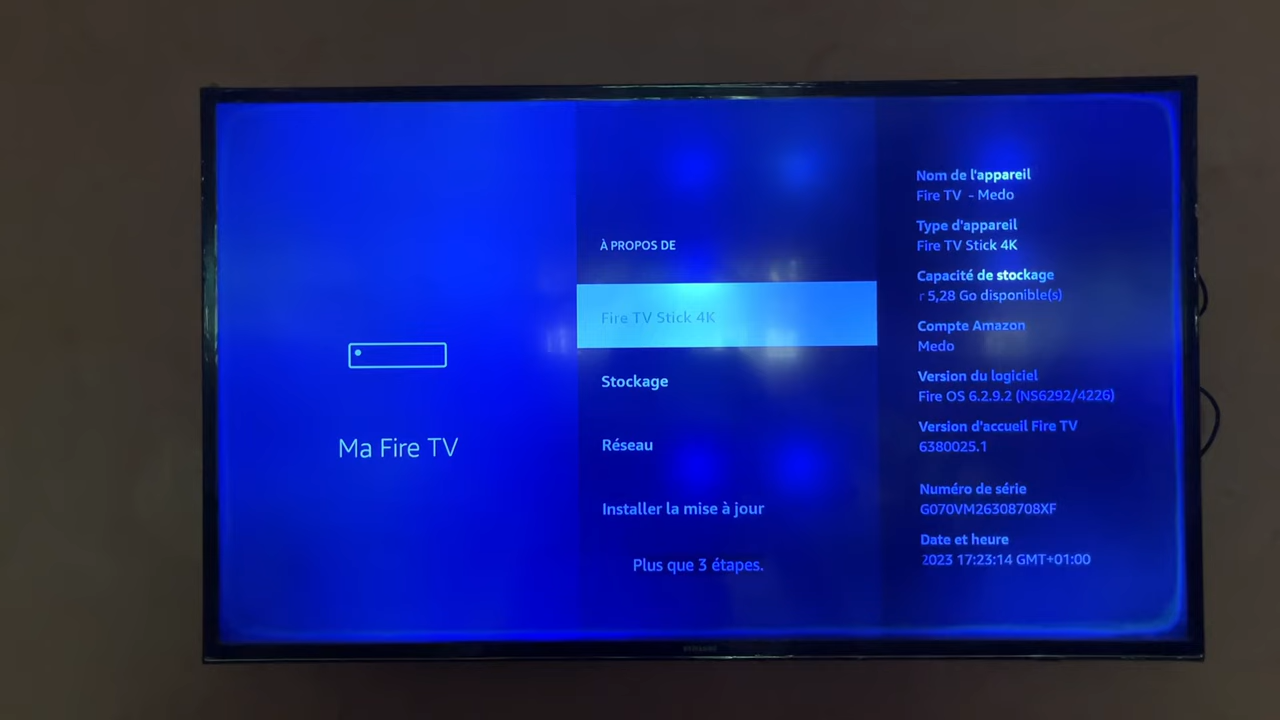 Ma Fire TV
À PROPOS DE
Fire TV Stick 4K
Stockage
Réseau
Installer la mise à jour
Plus que 3 étapes.
Nom de l'appareil
Fire TV - Medo
Type d'appareil
Fire TV Stick 4K
Capacité de stockage
5,28 Go disponible(s)
Compte Amazon
Medo
Version du logiciel
Fire OS 6.2.9.2 (NS6292/4226)
Version d'accueil Fire TV
6380025.1
Numéro de série
G070VM26308708XF
Date et heure
2023 17:23:14 GMT+01:00
SAMSUNG